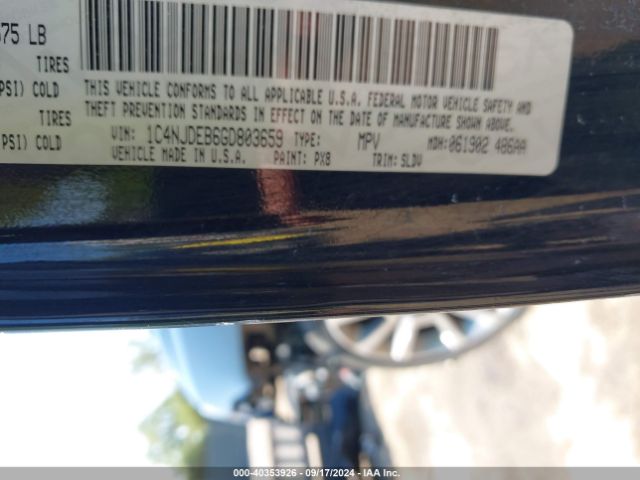 675 LB
TIRES
PSI) COLD
TIRES
PSI) COLD
THIS VEHICLE CONFORMS TO ALL APPLICABLE U.S.A. FEDERAL MOTOR VEHICLE SAFETY AND
THEFT PREVENTION STANDARDS IN EFFECT ON THE DATE OF MANUFACTURE SHOWN ABOVE.
VIN: 1C4NJDEB6GD803659 TYPE: MPV MDH: 061902 486AA
VEHICLE MADE IN U.S.A. PAINT: PX8 TRIM: SLDV
000-40353926 - 09/17/2024 - IAA Inc.